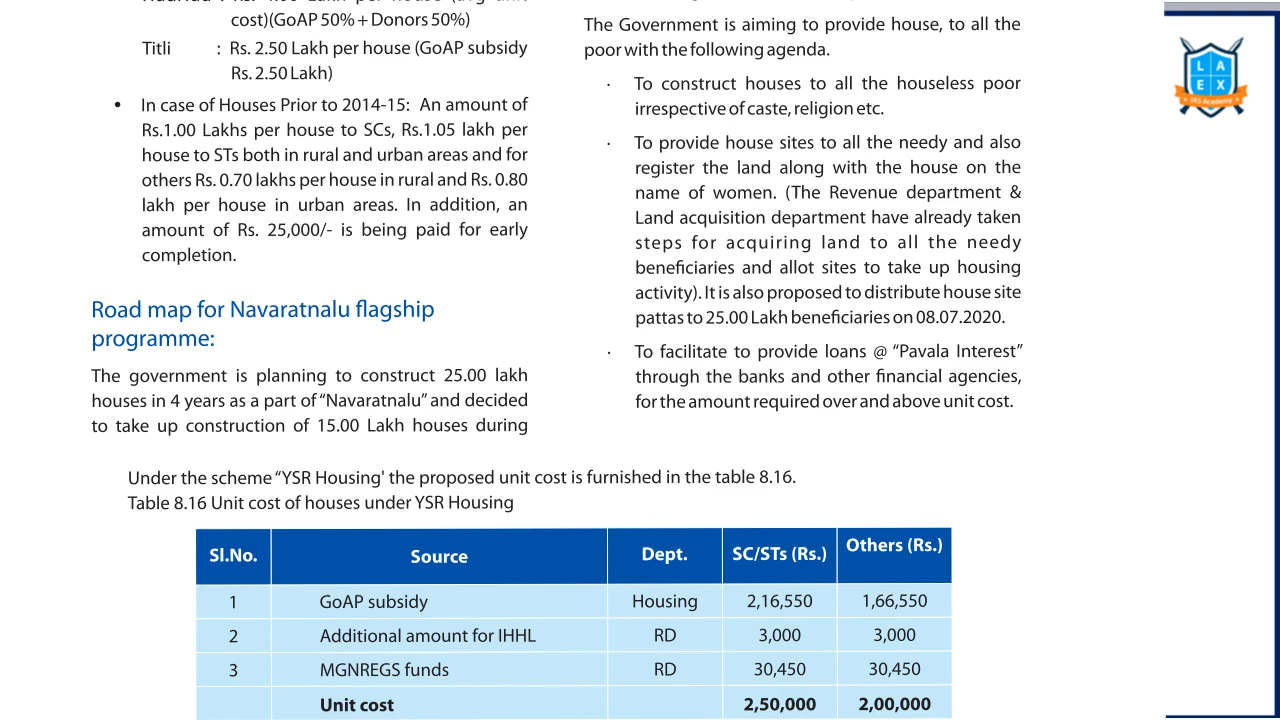 cost)(GoAP 50% + Donors 50%)
Titli : Rs. 2.50 Lakh per house (GoAP subsidy
Rs. 2.50 Lakh)
• In case of Houses Prior to 2014-15: An amount of
Rs.1.00 Lakhs per house to SCs, Rs.1.05 lakh per
house to STs both in rural and urban areas and for
others Rs. 0.70 lakhs per house in rural and Rs. 0.80
lakh per house in urban areas. In addition, an
amount of Rs. 25,000/- is being paid for early
completion.
Road map for Navaratnalu flagship
programme:
The government is planning to construct 25.00 lakh
houses in 4 years as a part of “Navaratnalu” and decided
to take up construction of 15.00 Lakh houses during
The Government is aiming to provide house, to all the
poor with the following agenda.
· To construct houses to all the houseless poor
irrespective of caste, religion etc.
· To provide house sites to all the needy and also
register the land along with the house on the
name of women. (The Revenue department &
Land acquisition department have already taken
steps for acquiring land to all the needy
beneficiaries and allot sites to take up housing
activity). It is also proposed to distribute house site
pattas to 25.00 Lakh beneficiaries on 08.07.2020.
· To facilitate to provide loans @ “Pavala Interest”
through the banks and other financial agencies,
for the amount required over and above unit cost.
Under the scheme “YSR Housing' the proposed unit cost is furnished in the table 8.16.
Table 8.16 Unit cost of houses under YSR Housing
Sl.No. Source Dept. SC/STs (Rs.) Others (Rs.)
1 GoAP subsidy Housing 2,16,550 1,66,550
2 Additional amount for IHHL RD 3,000 3,000
3 MGNREGS funds RD 30,450 30,450
Unit cost 2,50,000 2,00,000
L A
E X
IAS Academy